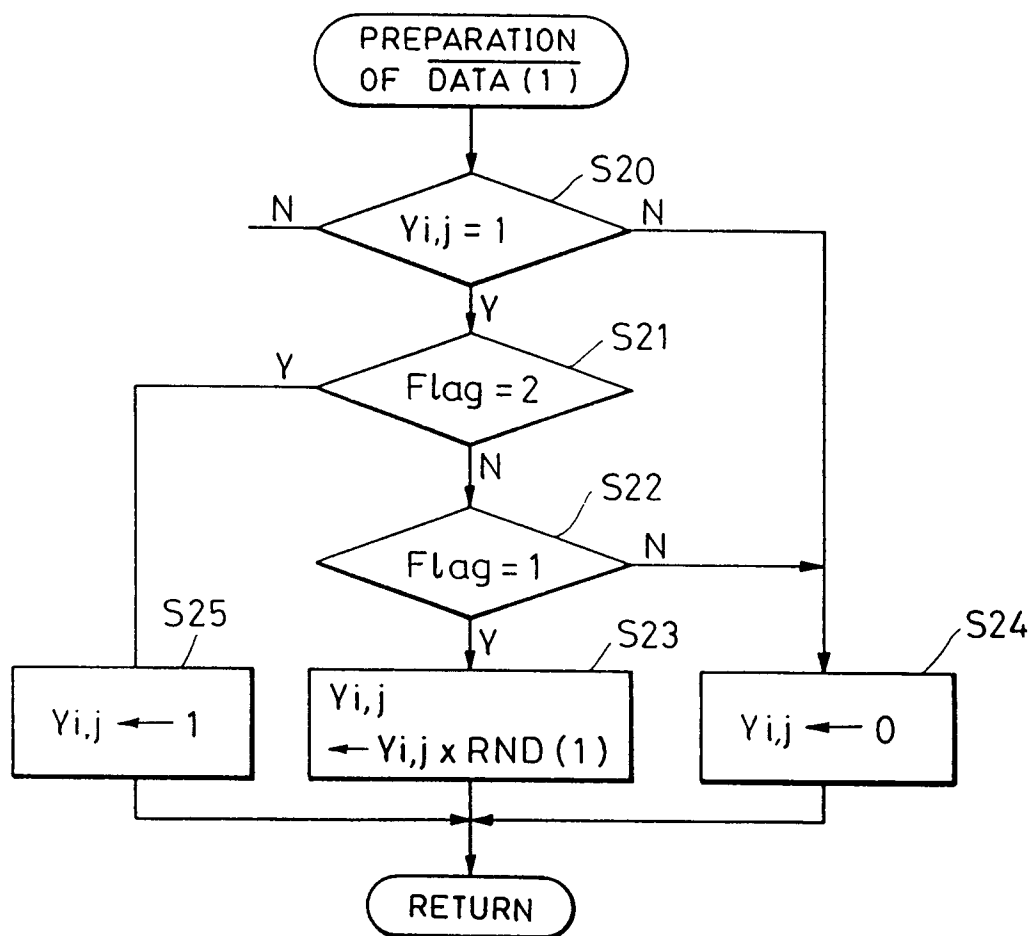 PREPARATION
OF DATA (1)
S20
N
Yi,j = 1
N
Y
S21
Y
Flag = 2
N
S22
Flag = 1
N
Y
S25
S23
S24
Yi,j ← 1
Yi,j
← Yi,j x RND (1)
Yi,j ← 0
RETURN